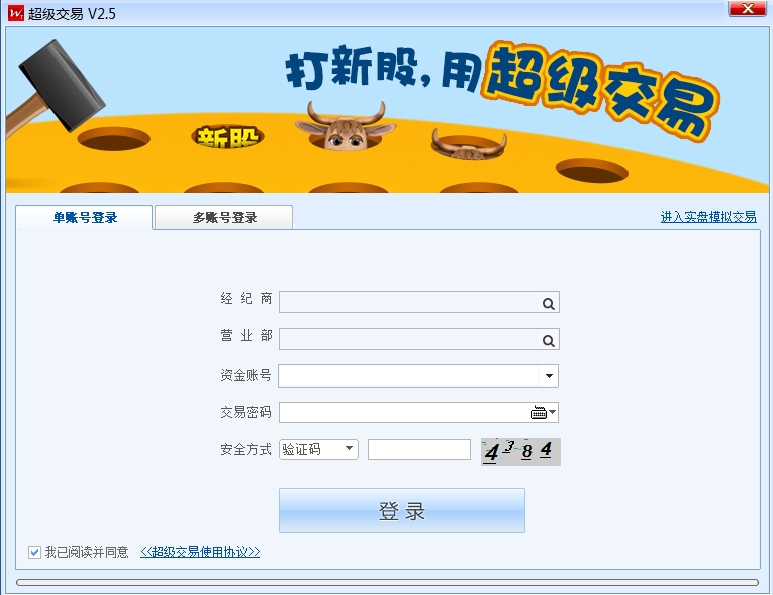 超级交易 V2.5
打新股,用超级交易
新股
单账号登录 多账号登录 进入实盘模拟交易
经纪商
营业部
资金账号
交易密码
安全方式 验证码 4384
登录
我已阅读并同意 <<超级交易使用协议>>